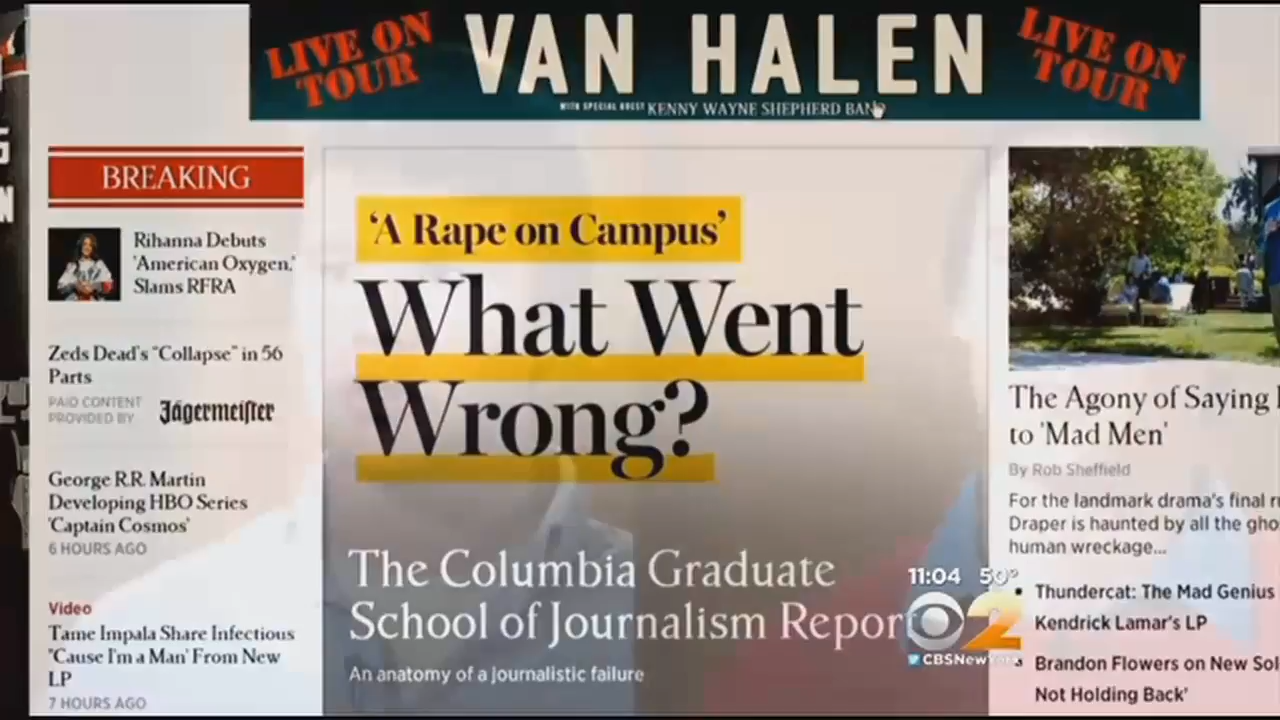 LIVE ON
TOUR
VAN HALEN
WITH SPECIAL GUEST KENNY WAYNE SHEPHERD BAND
LIVE ON
TOUR
BREAKING
Rihanna Debuts
'American Oxygen,'
Slams RFRA
Zeds Dead's "Collapse" in 56
Parts
PAID CONTENT
PROVIDED BY
Jägermeister
George R.R. Martin
Developing HBO Series
'Captain Cosmos'
6 HOURS AGO
Video
Tame Impala Share Infectious
"Cause I'm a Man' From New
LP
7 HOURS AGO
'A Rape on Campus'
What Went
Wrong?
The Columbia Graduate
School of Journalism Report
An anatomy of a journalistic failure
The Agony of Saying
to 'Mad Men'
By Rob Sheffield
For the landmark drama's final
Draper is haunted by all the
human wreckage...
Thundercat: The Mad Genius
Kendrick Lamar's LP
Brandon Flowers on New
Not Holding Back'
11:04 50°
2
CBSNewYork